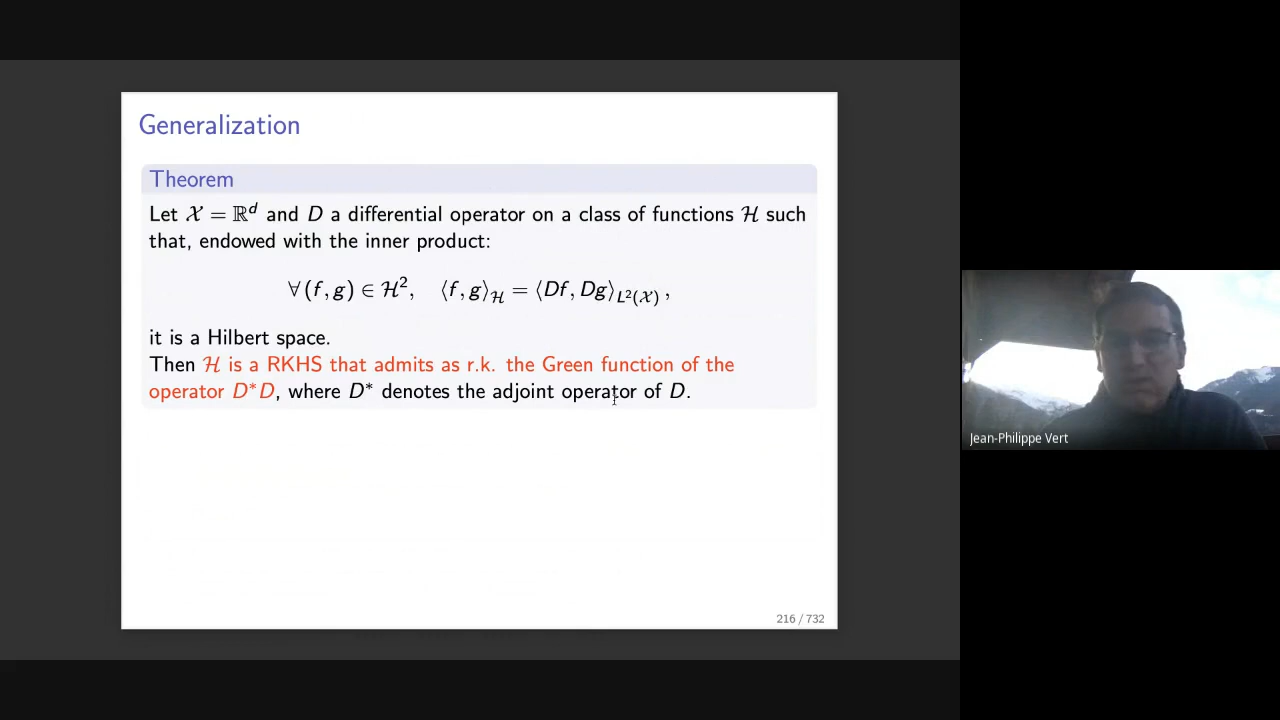 Generalization
Theorem
Let 𝒳 = ℝᵈ and D a differential operator on a class of functions ℋ such
that, endowed with the inner product:
∀ (f, g) ∈ ℋ², ⟨f, g⟩_ℋ = ⟨Df, Dg⟩_{L²(𝒳)} ,
it is a Hilbert space.
Then ℋ is a RKHS that admits as r.k. the Green function of the
operator D*D, where D* denotes the adjoint operator of D.
216 / 732
Jean-Philippe Vert